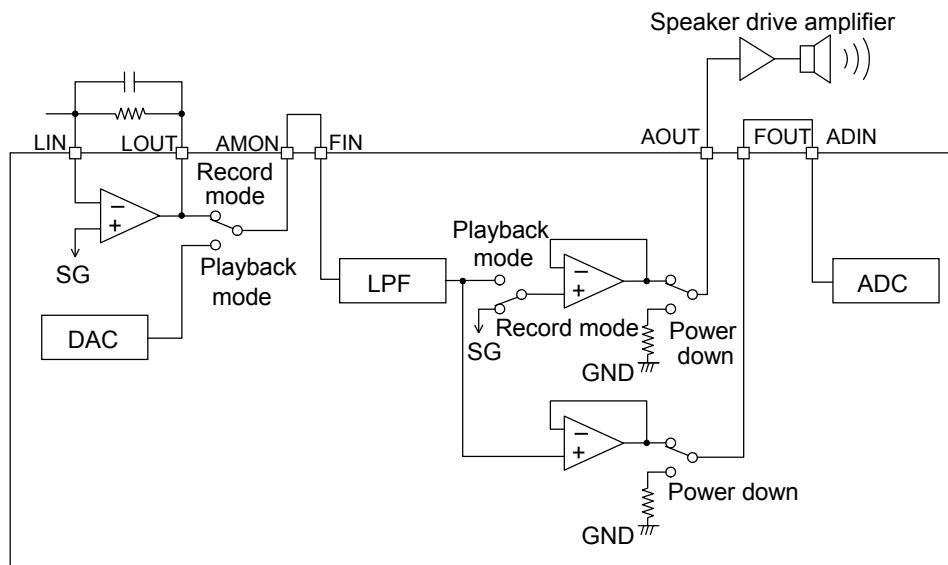 Speaker drive amplifier
LIN
LOUT
AMON
FIN
AOUT
FOUT
ADIN
Record
mode
−
+
SG
Playback
mode
DAC
LPF
Playback
mode
−
+
SG
Record mode
Power
down
GND
ADC
−
+
Power down
GND